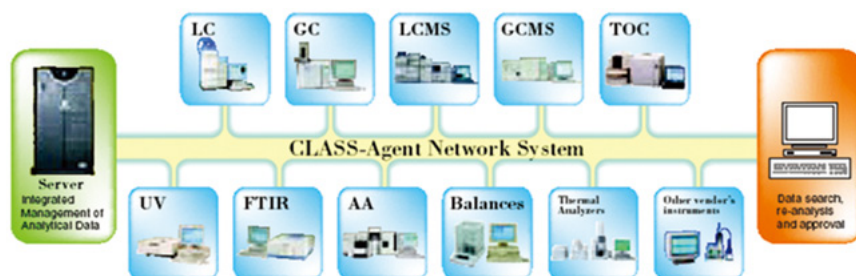 LC
GC
LCMS
GCMS
TOC
CLASS-Agent Network System
Server
Integrated
Management of
Analytical Data
UV
FTIR
AA
Balances
Thermal
Analyzers
Other vendor's
instruments
Data search,
re-analysis
and approval